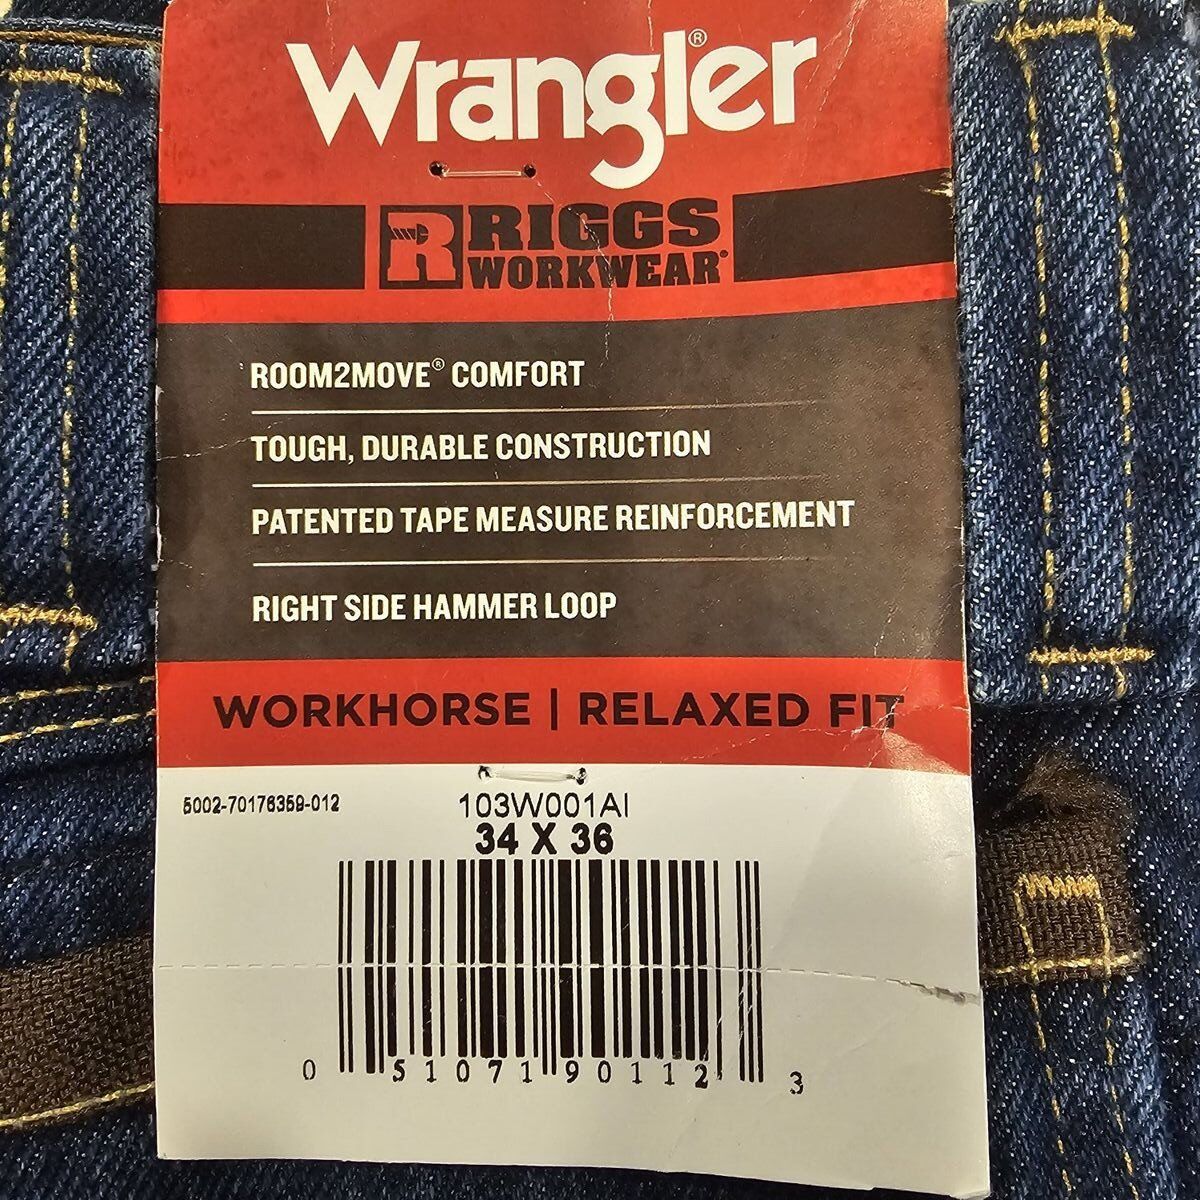 Wrangler®
R RIGGS
WORKWEAR®
ROOM2MOVE® COMFORT
TOUGH, DURABLE CONSTRUCTION
PATENTED TAPE MEASURE REINFORCEMENT
RIGHT SIDE HAMMER LOOP
WORKHORSE | RELAXED FIT
5002-70176359-012
103W001AI
34 X 36
0 51071 90112 3